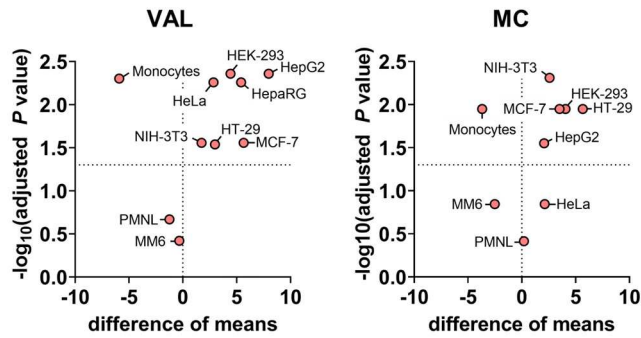 VAL
-log10(adjusted P value)
2.5
2.0
1.5
1.0
0.5
0.0
-10
-5
0
5
10
difference of means
Monocytes
HEK-293
HepG2
HeLa
HepaRG
NIH-3T3
HT-29
MCF-7
PMNL
MM6
MC
-log10(adjusted P value)
2.5
2.0
1.5
1.0
0.5
0.0
-10
-5
0
5
10
difference of means
NIH-3T3
HEK-293
MCF-7
HT-29
Monocytes
HepG2
MM6
HeLa
PMNL